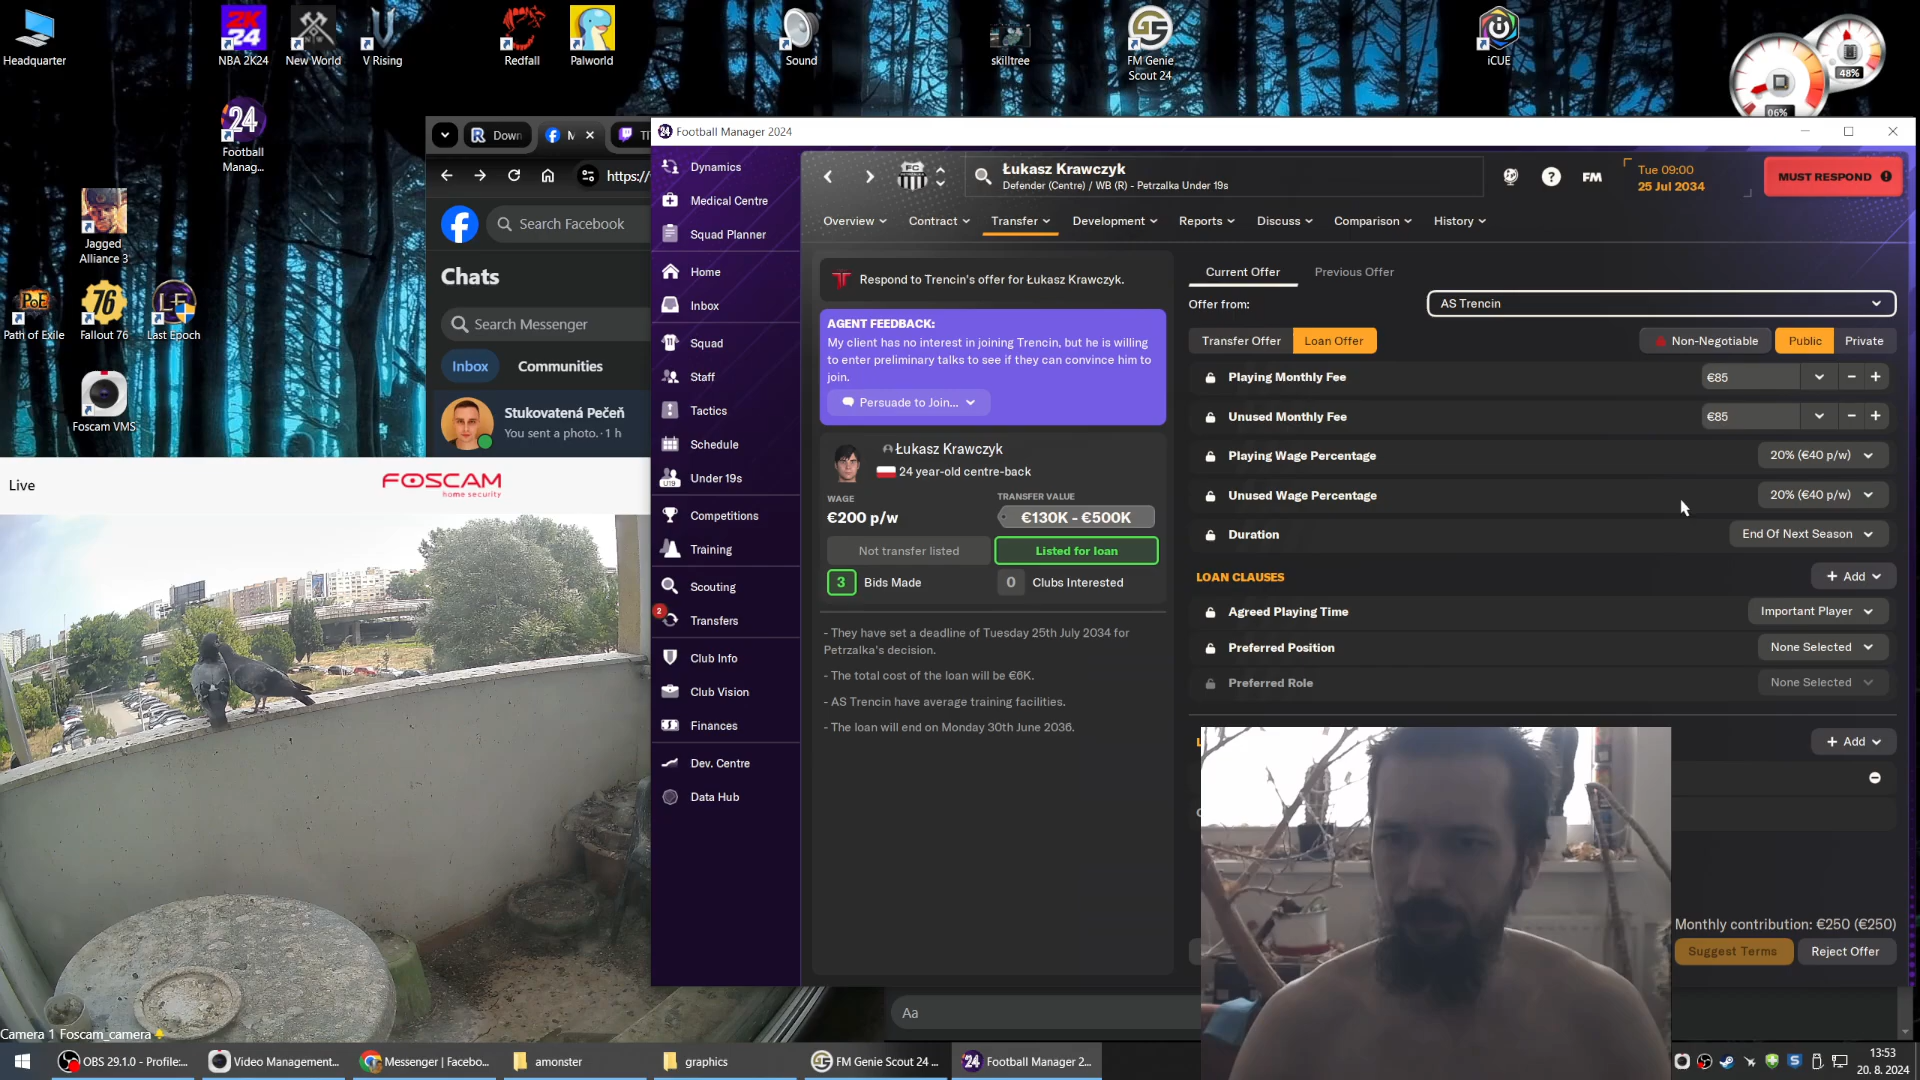 Headquarter
NBA 2K24
New World
V Rising
Redfall
Palworld
Sound
skilltree
FM Genie
Scout 24
iCUE
48%
06%
2K
24
24
Football
Manag...
Jagged
Alliance 3
PoE
Path of Exile
76
Fallout 76
LE
Last Epoch
Foscam VMS
Down
https://
Search Facebook
Chats
Search Messenger
Inbox
Communities
Stukovatená Pečeň
You sent a photo. · 1 h
Live
FOSCAM
home security
Camera 1 Foscam_camera
Football Manager 2024
Dynamics
Medical Centre
Squad Planner
Home
Inbox
Squad
Staff
Tactics
Schedule
U19
Under 19s
Competitions
Training
Scouting
2
Transfers
Club Info
Club Vision
Finances
Dev. Centre
Data Hub
Łukasz Krawczyk
Defender (Centre) / WB (R) - Petrzalka Under 19s
?
FM
Tue 09:00
25 Jul 2034
MUST RESPOND
Overview
Contract
Transfer
Development
Reports
Discuss
Comparison
History
Respond to Trencin's offer for Łukasz Krawczyk.
AGENT FEEDBACK:
My client has no interest in joining Trencin, but he is willing
to enter preliminary talks to see if they can convince him to
join.
Persuade to Join...
Łukasz Krawczyk
24 year-old centre-back
WAGE
€200 p/w
TRANSFER VALUE
€130K - €500K
Not transfer listed
Listed for loan
3 Bids Made
0 Clubs Interested
- They have set a deadline of Tuesday 25th July 2034 for
Petrzalka's decision.
- The total cost of the loan will be €6K.
- AS Trencin have average training facilities.
- The loan will end on Monday 30th June 2036.
Current Offer
Previous Offer
Offer from:
AS Trencin
Transfer Offer
Loan Offer
Non-Negotiable
Public
Private
Playing Monthly Fee
€85
Unused Monthly Fee
€85
Playing Wage Percentage
20% (€40 p/w)
Unused Wage Percentage
20% (€40 p/w)
Duration
End Of Next Season
LOAN CLAUSES
+ Add
Agreed Playing Time
Important Player
Preferred Position
None Selected
Preferred Role
None Selected
+ Add
Monthly contribution: €250 (€250)
Suggest Terms
Reject Offer
Aa
OBS 29.1.0 - Profile:...
Video Management...
Messenger | Facebo...
amonster
graphics
FM Genie Scout 24 ...
Football Manager 2...
13:53
20. 8. 2024